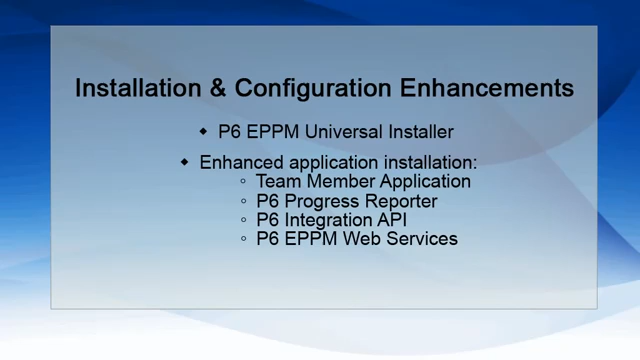 Installation & Configuration Enhancements
◆ P6 EPPM Universal Installer
◆ Enhanced application installation:
○ Team Member Application
○ P6 Progress Reporter
○ P6 Integration API
○ P6 EPPM Web Services